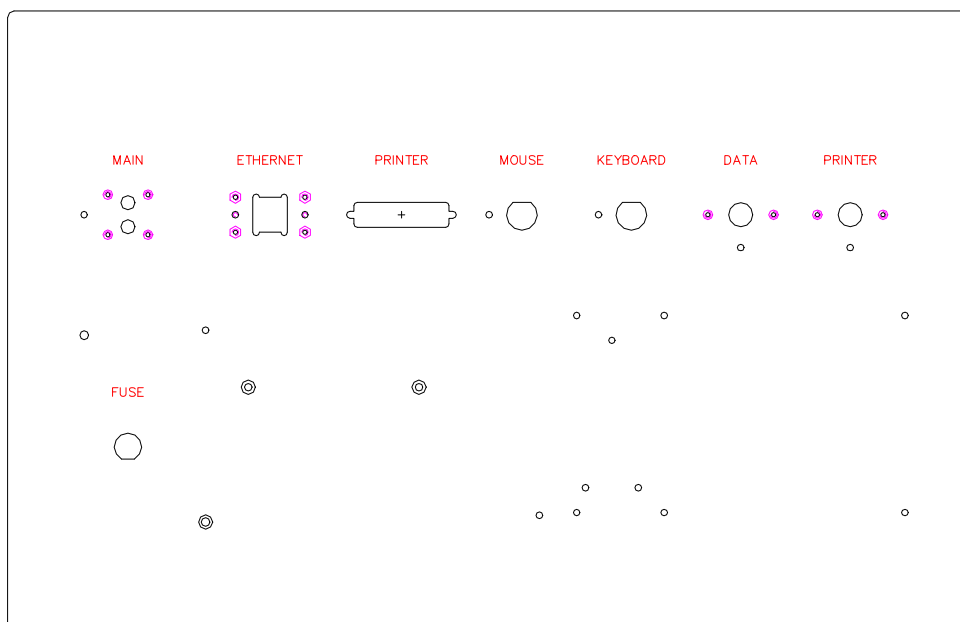 MAIN
ETHERNET
PRINTER
MOUSE
KEYBOARD
DATA
PRINTER
FUSE